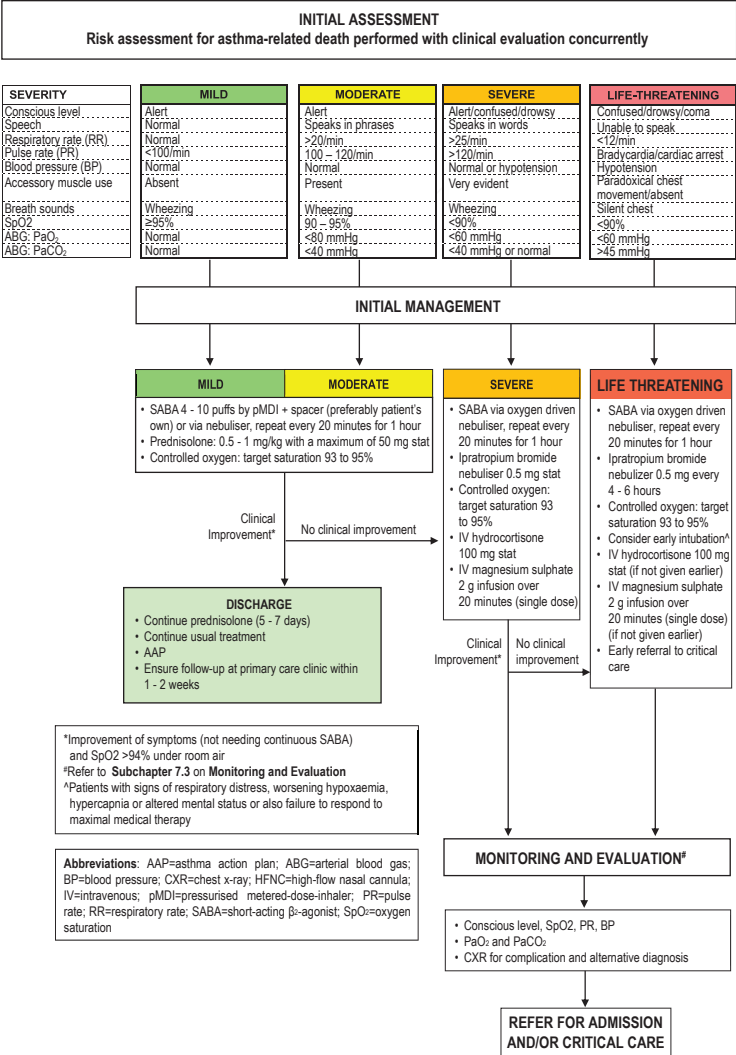 INITIAL ASSESSMENT
Risk assessment for asthma-related death performed with clinical evaluation concurrently
SEVERITY
Conscious level
Speech
Respiratory rate (RR)
Pulse rate (PR)
Blood pressure (BP)
Accessory muscle use
Breath sounds
SpO2
ABG: PaO₂
ABG: PaCO₂
MILD
Alert
Normal
Normal
<100/min
Normal
Absent
Wheezing
≥95%
Normal
Normal
MODERATE
Alert
Speaks in phrases
>20/min
100 – 120/min
Normal
Present
Wheezing
90 – 95%
<80 mmHg
<40 mmHg
SEVERE
Alert/confused/drowsy
Speaks in words
>25/min
>120/min
Normal or hypotension
Very evident
Wheezing
<90%
<60 mmHg
<40 mmHg or normal
LIFE-THREATENING
Confused/drowsy/coma
Unable to speak
<12/min
Bradycardia/cardiac arrest
Hypotension
Paradoxical chest
movement/absent
Silent chest
<90%
<60 mmHg
>45 mmHg
INITIAL MANAGEMENT
MILD
MODERATE
• SABA 4 - 10 puffs by pMDI + spacer (preferably patient's
own) or via nebuliser, repeat every 20 minutes for 1 hour
• Prednisolone: 0.5 - 1 mg/kg with a maximum of 50 mg stat
• Controlled oxygen: target saturation 93 to 95%
SEVERE
• SABA via oxygen driven
nebuliser, repeat every
20 minutes for 1 hour
• Ipratropium bromide
nebuliser 0.5 mg stat
• Controlled oxygen:
target saturation 93
to 95%
• IV hydrocortisone
100 mg stat
• IV magnesium sulphate
2 g infusion over
20 minutes (single dose)
LIFE THREATENING
• SABA via oxygen driven
nebuliser, repeat every
20 minutes for 1 hour
• Ipratropium bromide
nebulizer 0.5 mg every
4 - 6 hours
• Controlled oxygen: target
saturation 93 to 95%
• Consider early intubation^
• IV hydrocortisone 100 mg
stat (if not given earlier)
• IV magnesium sulphate
2 g infusion over
20 minutes (single dose)
(if not given earlier)
• Early referral to critical
care
Clinical
Improvement*
No clinical improvement
DISCHARGE
• Continue prednisolone (5 - 7 days)
• Continue usual treatment
• AAP
• Ensure follow-up at primary care clinic within
1 - 2 weeks
Clinical
Improvement*
No clinical
improvement
*Improvement of symptoms (not needing continuous SABA)
and SpO2 >94% under room air
#Refer to Subchapter 7.3 on Monitoring and Evaluation
^Patients with signs of respiratory distress, worsening hypoxaemia,
hypercapnia or altered mental status or also failure to respond to
maximal medical therapy
Abbreviations: AAP=asthma action plan; ABG=arterial blood gas;
BP=blood pressure; CXR=chest x-ray; HFNC=high-flow nasal cannula;
IV=intravenous; pMDI=pressurised metered-dose-inhaler; PR=pulse
rate; RR=respiratory rate; SABA=short-acting β₂-agonist; SpO₂=oxygen
saturation
MONITORING AND EVALUATION#
• Conscious level, SpO2, PR, BP
• PaO₂ and PaCO₂
• CXR for complication and alternative diagnosis
REFER FOR ADMISSION
AND/OR CRITICAL CARE